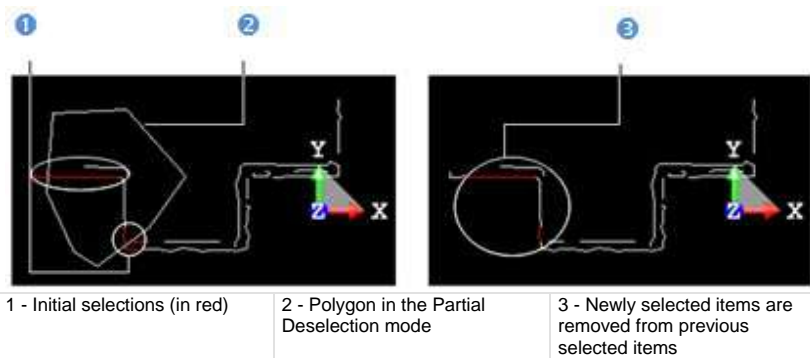 1
2
3
Y
Z
X
Y
Z
X
1 - Initial selections (in red)
2 - Polygon in the Partial
Deselection mode
3 - Newly selected items are
removed from previous
selected items